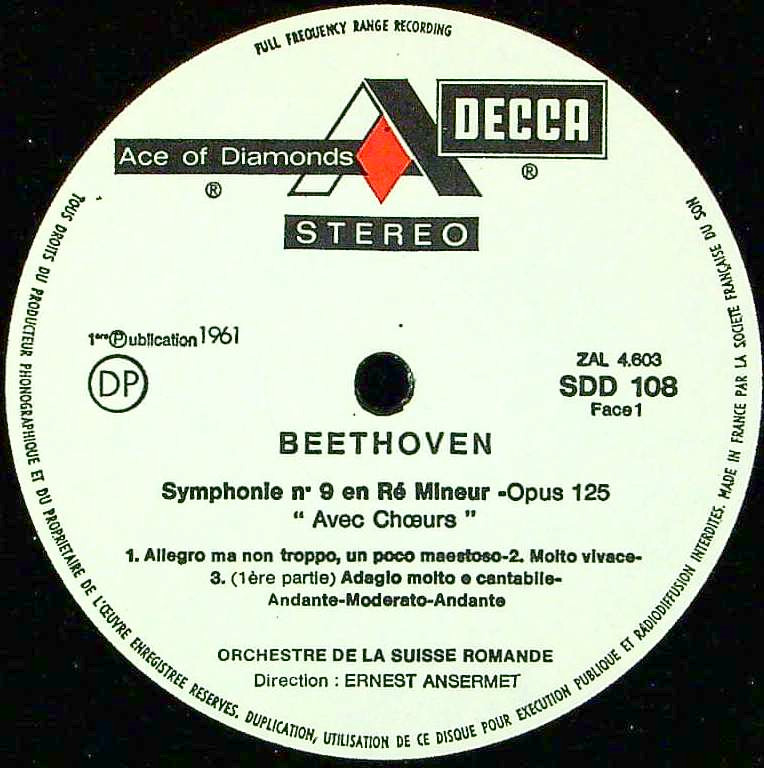 FULL FREQUENCY RANGE RECORDING
DECCA
®
Ace of Diamonds
®
STEREO
1ère Ⓟublication 1961
DP
ZAL 4.603
SDD 108
Face 1
BEETHOVEN
Symphonie n° 9 en Ré Mineur -Opus 125
“ Avec Chœurs ”
1. Allegro ma non troppo, un poco maestoso-2. Molto vivace-
3. (1ère partie) Adagio molto e cantabile-
Andante-Moderato-Andante
ORCHESTRE DE LA SUISSE ROMANDE
Direction : ERNEST ANSERMET
TOUS DROITS DU PRODUCTEUR PHONOGRAPHIQUE ET DU PROPRIETAIRE DE L'ŒUVRE ENREGISTREE RESERVES. DUPLICATION, UTILISATION DE CE DISQUE POUR EXECUTION PUBLIQUE ET RADIODIFFUSION INTERDITES. MADE IN FRANCE PAR LA SOCIETE FRANÇAISE DU SON